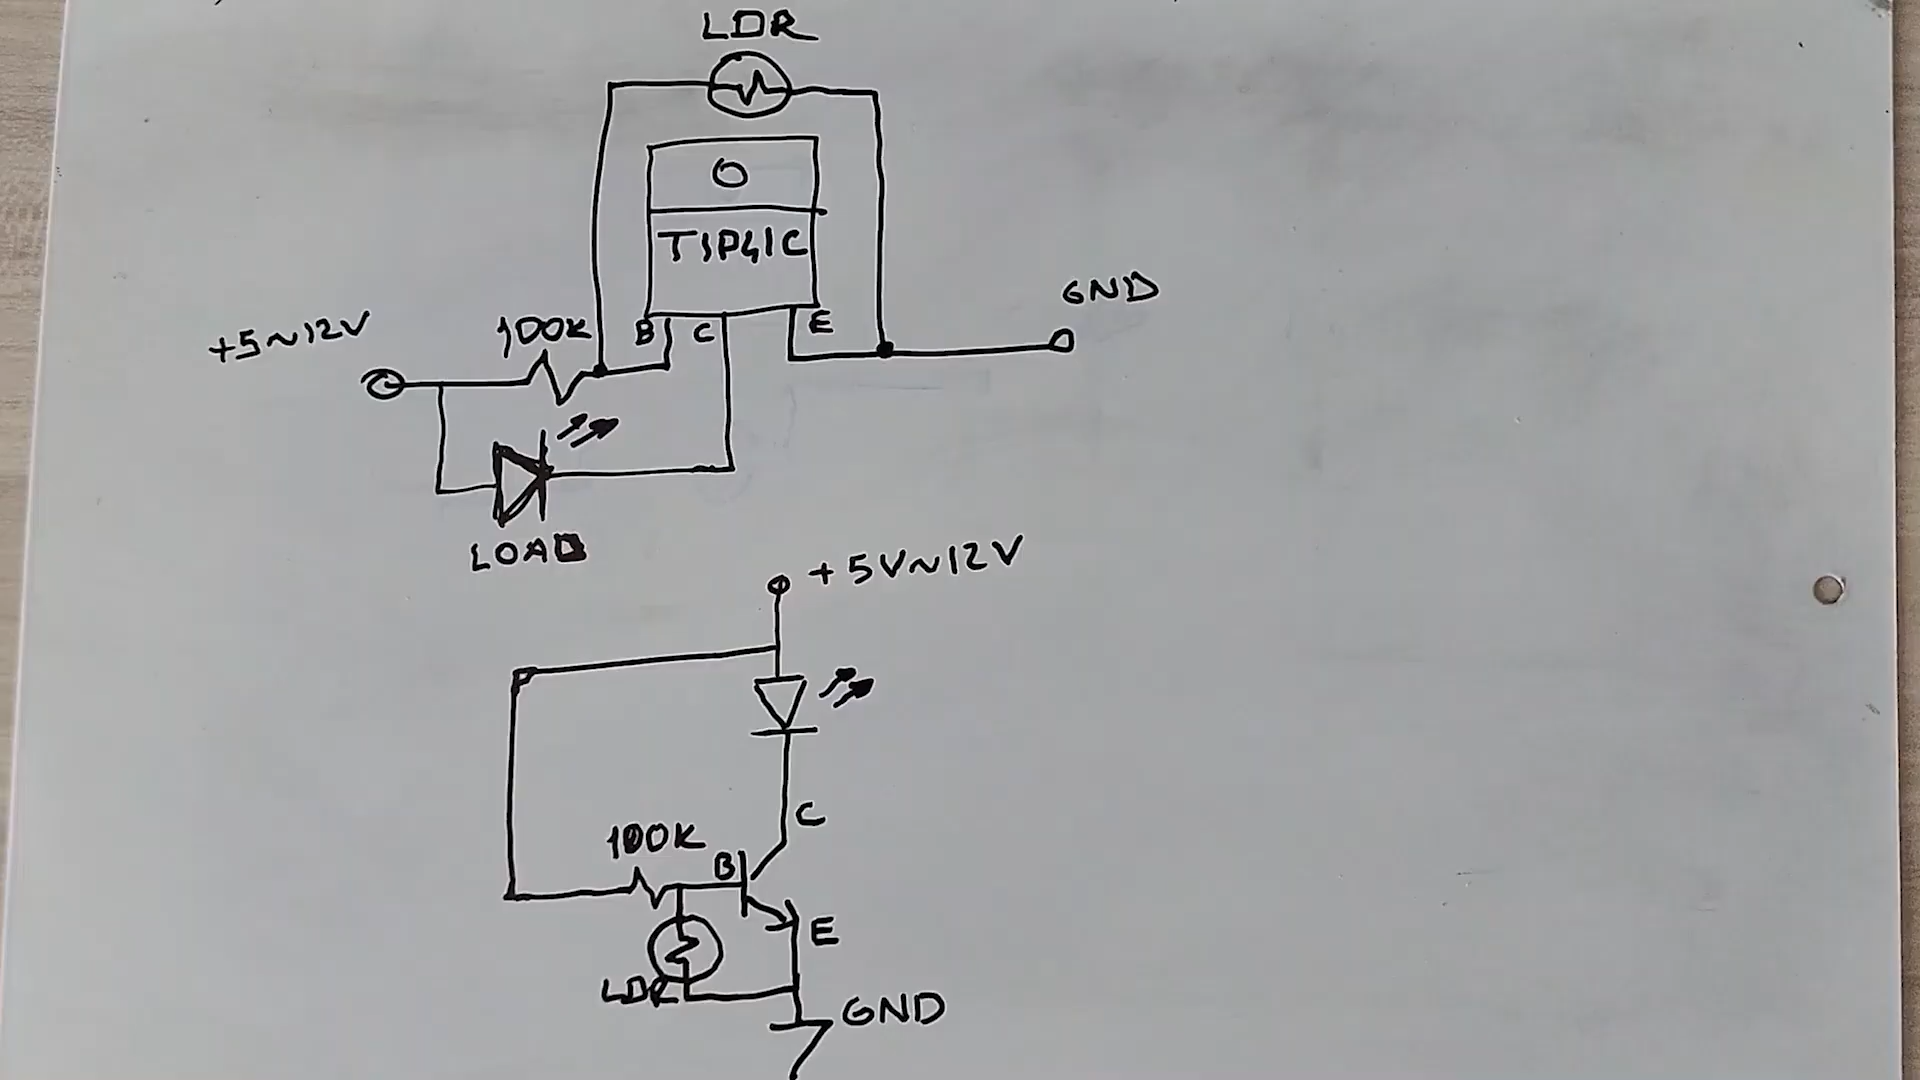 LDR
TIP41C
GND
+5~12V
100K
B
C
E
LOAD
+5V~12V
C
100K
B
E
LDR
GND